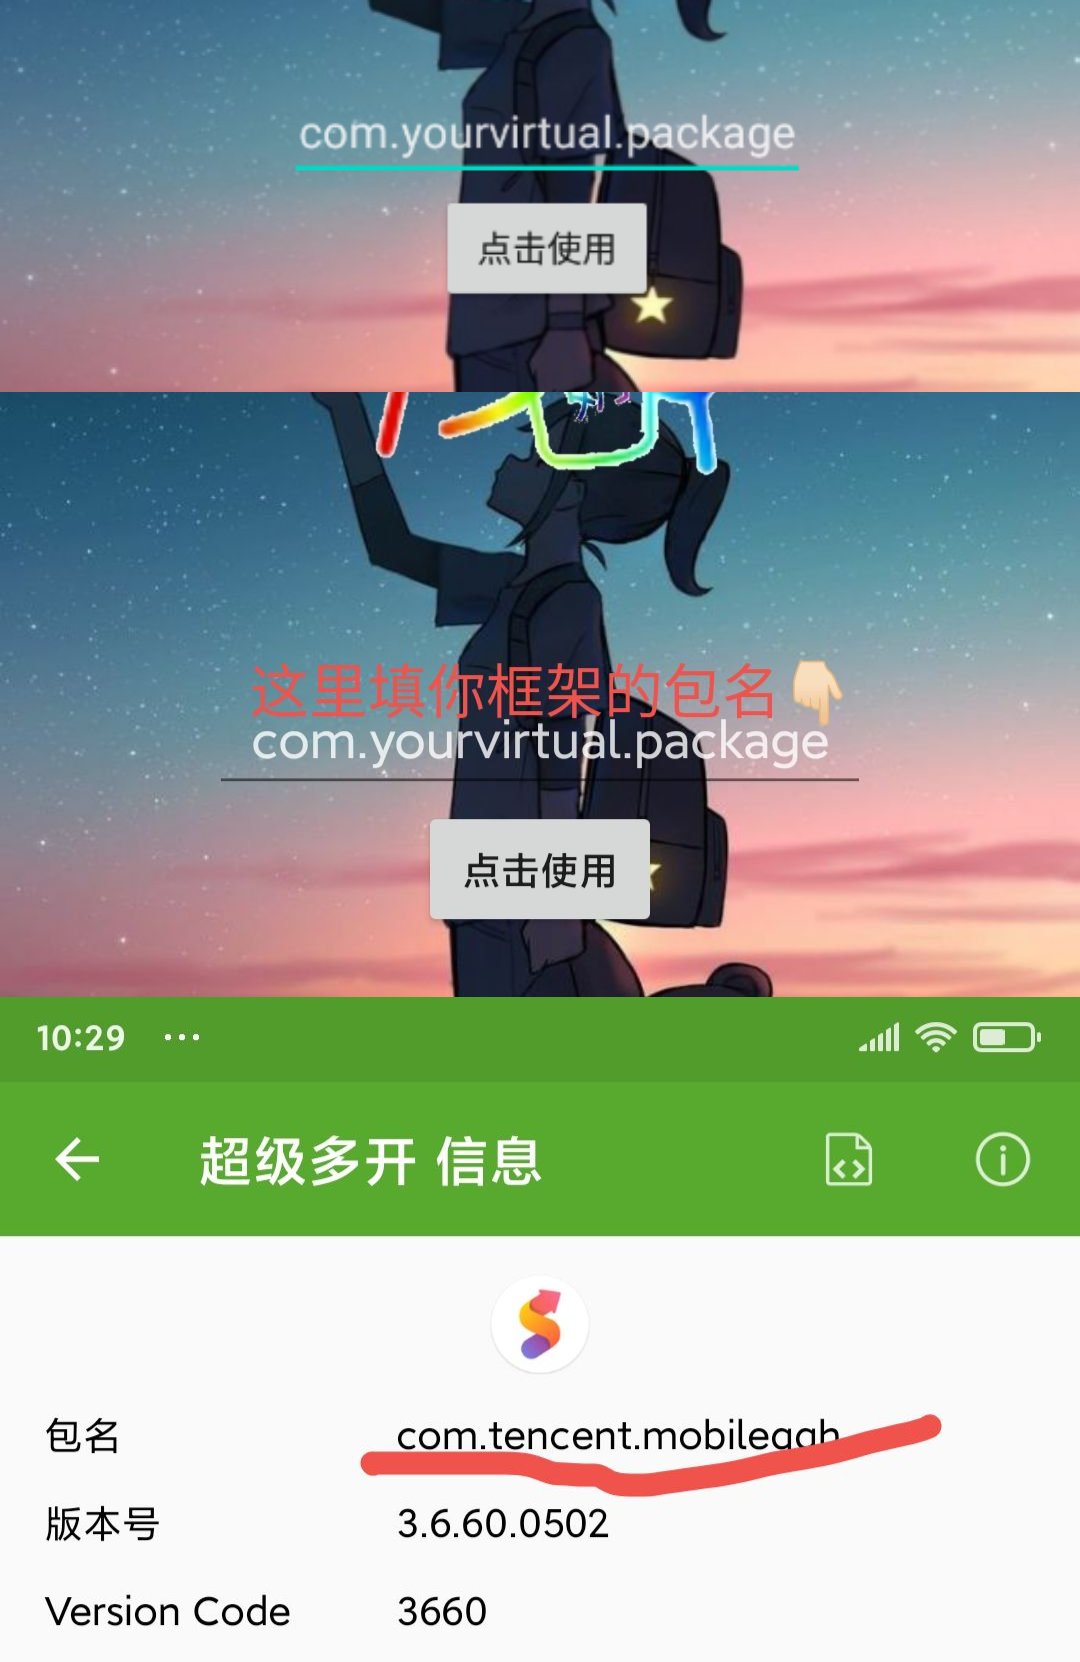 com.yourvirtual.package
点击使用
这里填你框架的包名👇🏻
com.yourvirtual.package
点击使用
10:29 ···
超级多开 信息
包名 com.tencent.mobileqqh
版本号 3.6.60.0502
Version Code 3660